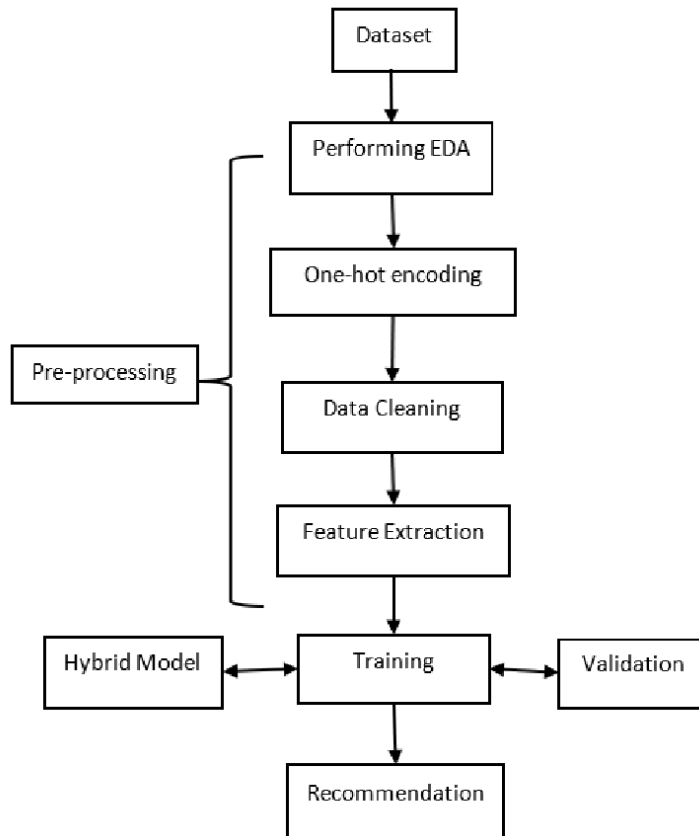 Dataset
Performing EDA
One-hot encoding
Pre-processing
Data Cleaning
Feature Extraction
Hybrid Model
Training
Validation
Recommendation